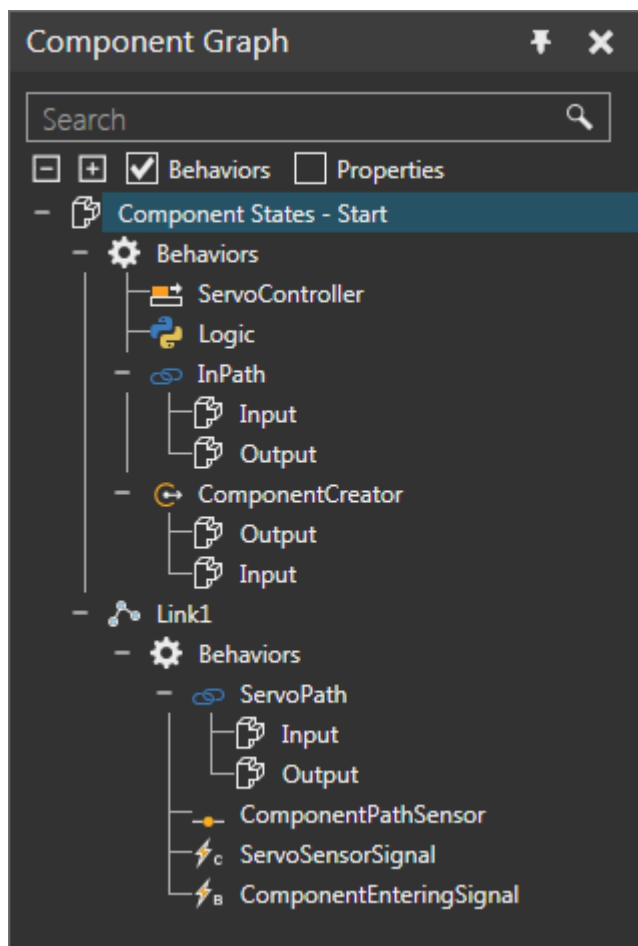 Component Graph
Search
Behaviors Properties
Component States - Start
Behaviors
ServoController
Logic
InPath
Input
Output
ComponentCreator
Output
Input
Link1
Behaviors
ServoPath
Input
Output
ComponentPathSensor
C ServoSensorSignal
B ComponentEnteringSignal